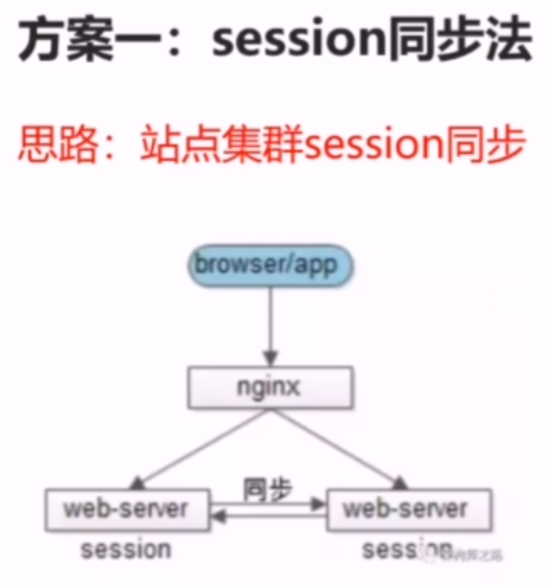 方案一：session同步法
思路：站点集群session同步
browser/app
nginx
同步
web-server
web-server
session
session